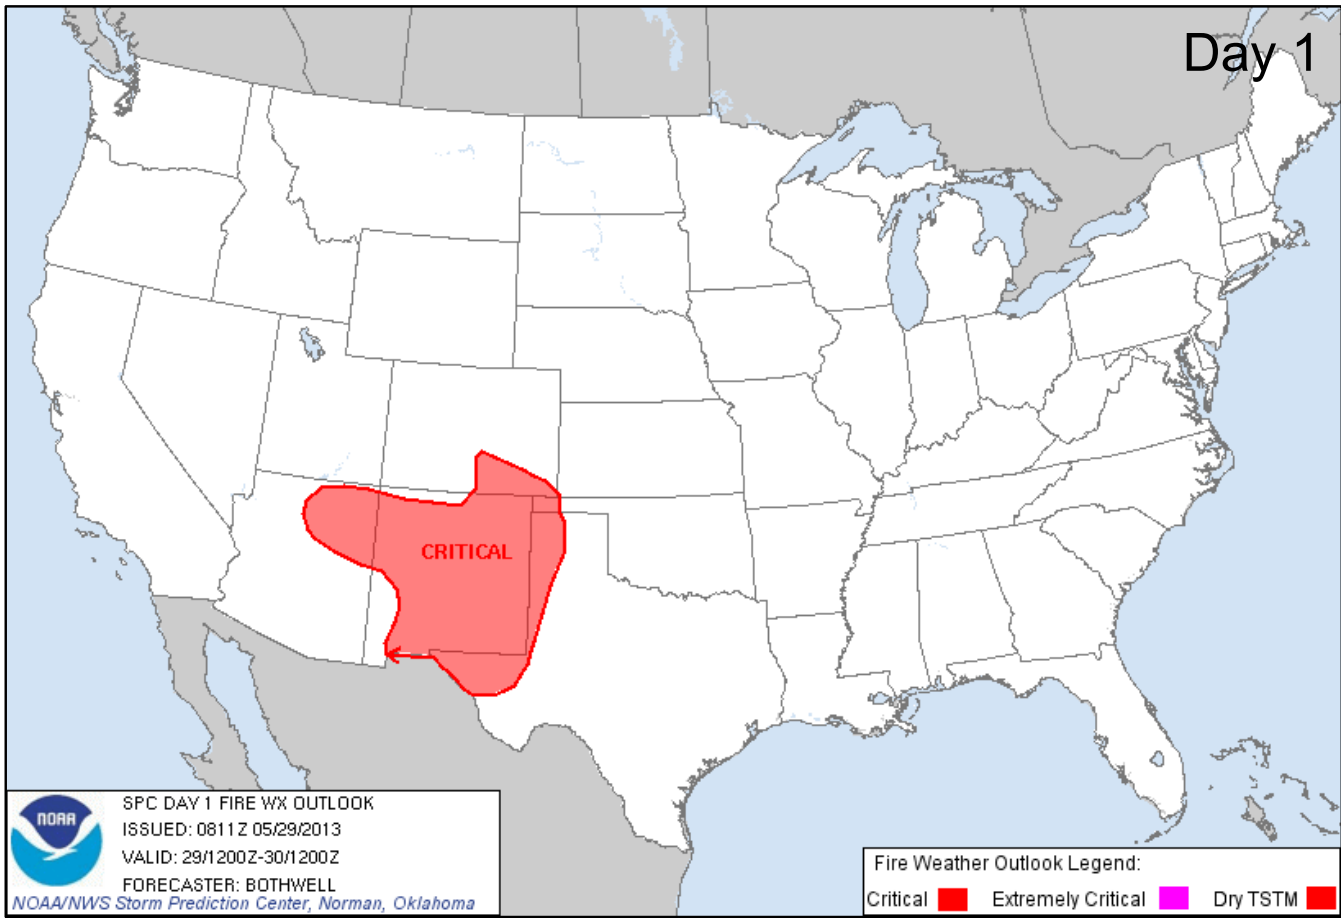 Day 1
CRITICAL
NOAA
SPC DAY 1 FIRE WX OUTLOOK
ISSUED: 0811Z 05/29/2013
VALID: 29/1200Z-30/1200Z
FORECASTER: BOTHWELL
NOAA/NWS Storm Prediction Center, Norman, Oklahoma
Fire Weather Outlook Legend:
Critical Extremely Critical Dry TSTM